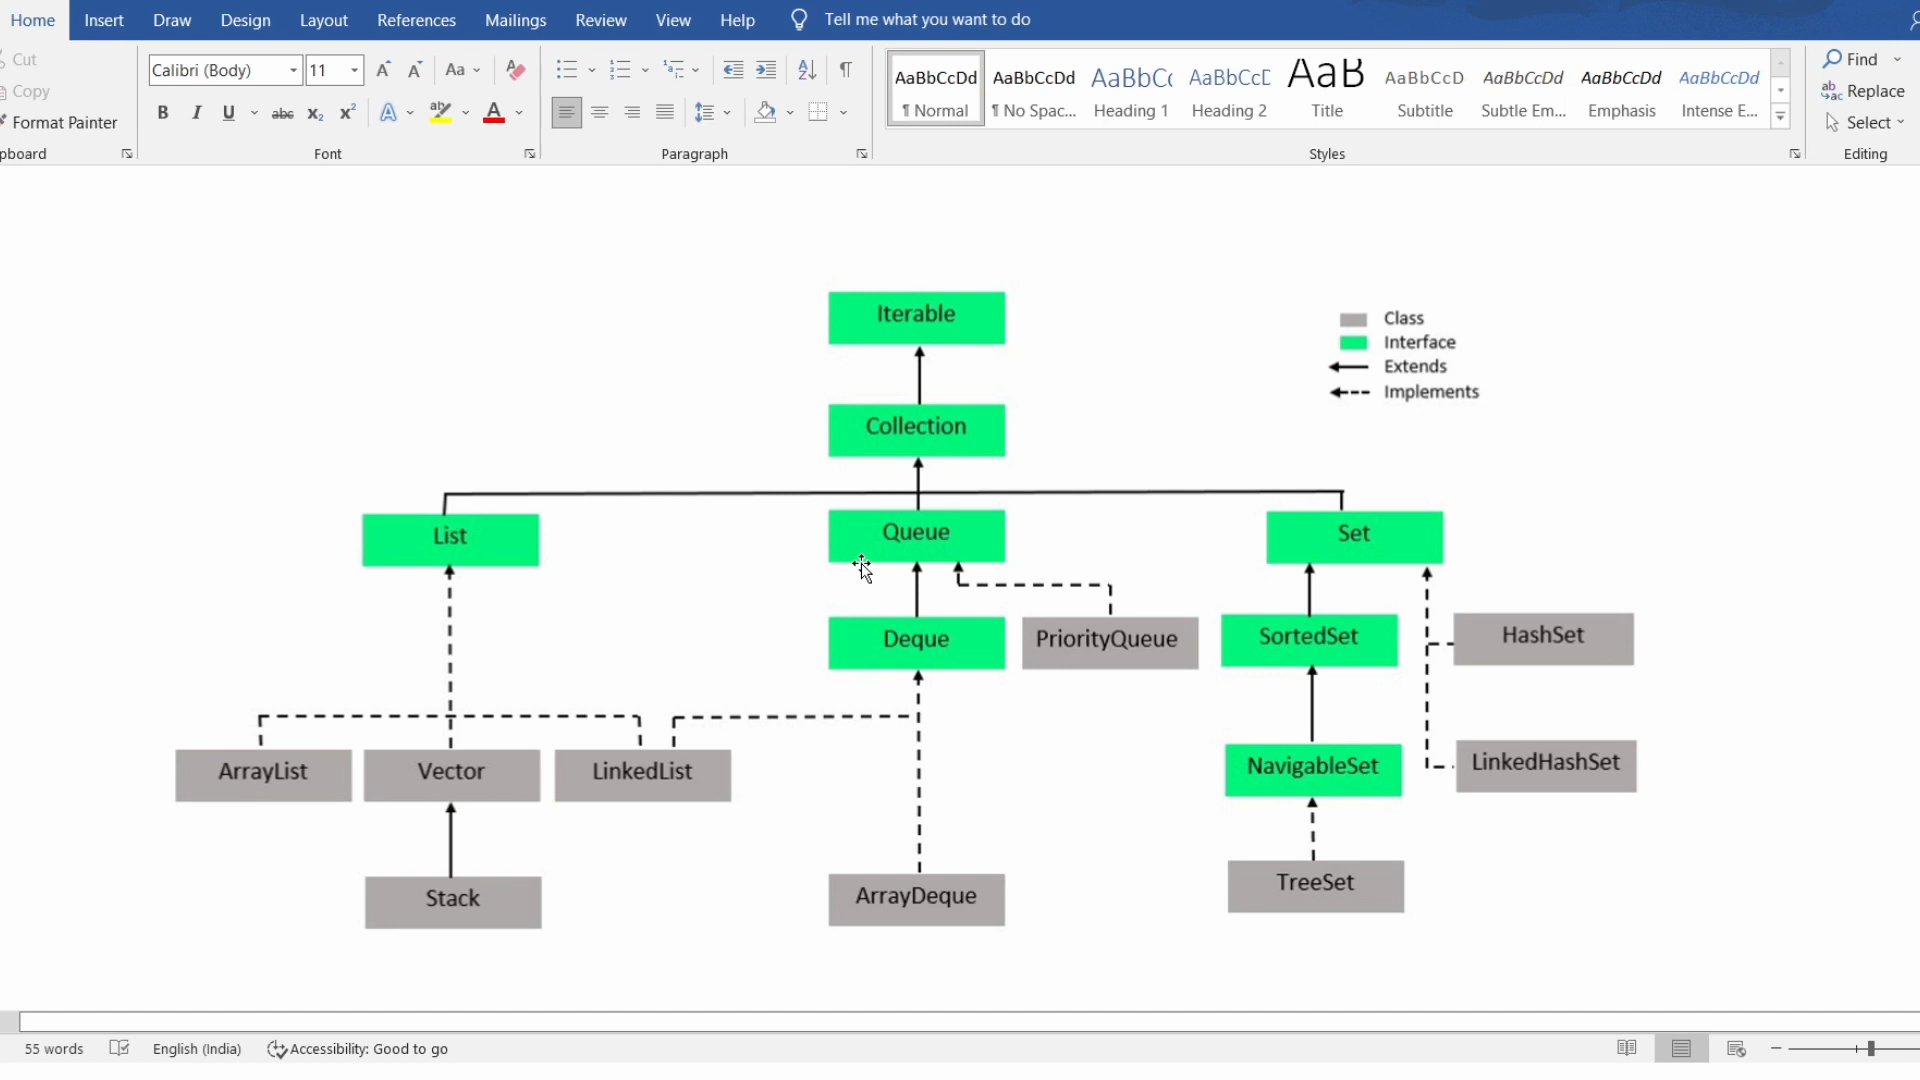 Home Insert Draw Design Layout References Mailings Review View Help Tell me what you want to do
Cut
Copy
Format Painter
pboard
Calibri (Body) 11
Font
Paragraph
AaBbCcDd AaBbCcDd AaBbCc AaBbCcE AaB AaBbCcD AaBbCcDd AaBbCcDd AaBbCcDd
¶ Normal ¶ No Spac... Heading 1 Heading 2 Title Subtitle Subtle Em... Emphasis Intense E...
Styles
Find
Replace
Select
Editing
Iterable
Class
Interface
Extends
Implements
Collection
List Queue Set
Deque PriorityQueue SortedSet HashSet
ArrayList Vector LinkedList NavigableSet LinkedHashSet
Stack ArrayDeque TreeSet
55 words English (India) Accessibility: Good to go